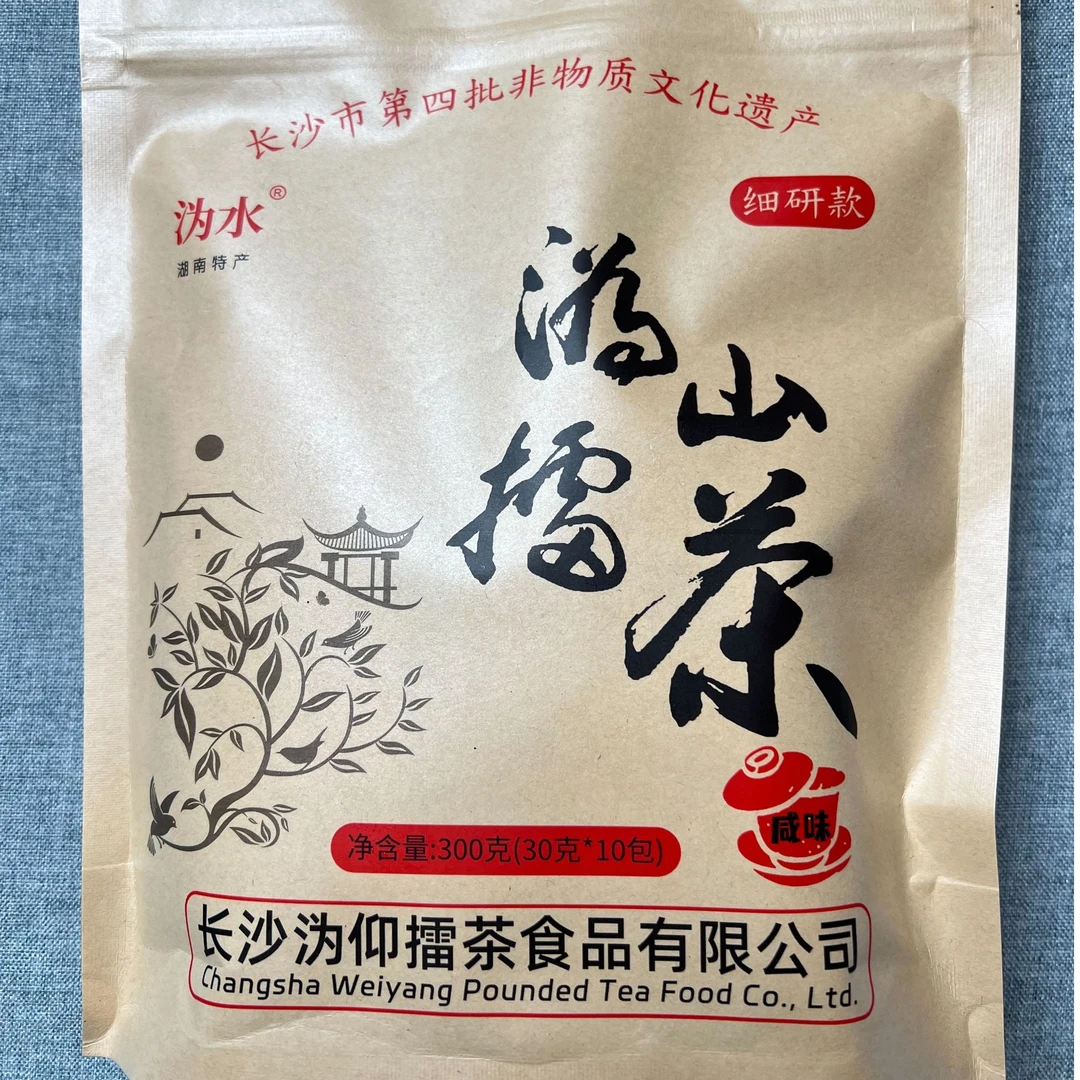 长沙市第四批非物质文化遗产
沩水®
湖南特产
细研款
溈山
擂茶
咸味
净含量:300克(30克*10包)
长沙沩仰擂茶食品有限公司
Changsha Weiyang Pounded Tea Food Co., Ltd.